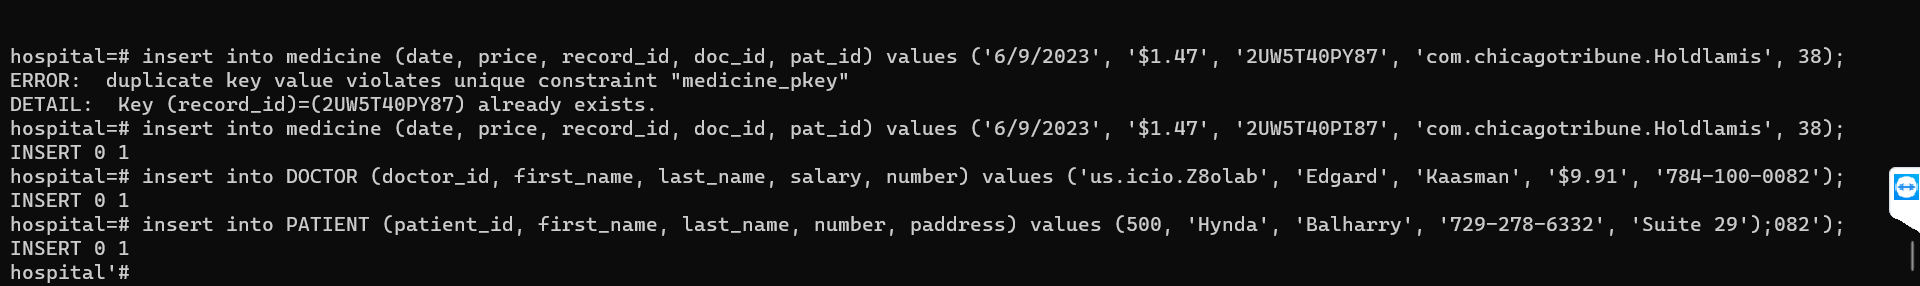 hospital=# insert into medicine (date, price, record_id, doc_id, pat_id) values ('6/9/2023', '$1.47', '2UW5T40PY87', 'com.chicagotribune.Holdlamis', 38);
ERROR:  duplicate key value violates unique constraint "medicine_pkey"
DETAIL:  Key (record_id)=(2UW5T40PY87) already exists.
hospital=# insert into medicine (date, price, record_id, doc_id, pat_id) values ('6/9/2023', '$1.47', '2UW5T40PI87', 'com.chicagotribune.Holdlamis', 38);
INSERT 0 1
hospital=# insert into DOCTOR (doctor_id, first_name, last_name, salary, number) values ('us.icio.Z8olab', 'Edgard', 'Kaasman', '$9.91', '784-100-0082');
INSERT 0 1
hospital=# insert into PATIENT (patient_id, first_name, last_name, number, paddress) values (500, 'Hynda', 'Balharry', '729-278-6332', 'Suite 29');082');
INSERT 0 1
hospital'#